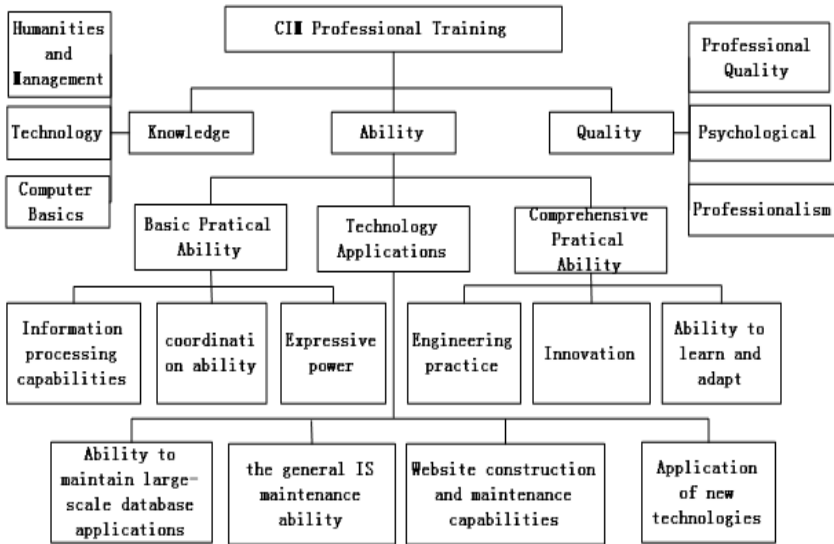 CIM Professional Training
Humanities
and
Management
Technology
Computer
Basics
Knowledge
Ability
Quality
Professional
Quality
Psychological
Professionalism
Basic Pratical
Ability
Technology
Applications
Comprehensive
Pratical
Ability
Information
processing
capabilities
coordinati
on ability
Expressive
power
Engineering
practice
Innovation
Ability to
learn and
adapt
Ability to
maintain large-
scale database
applications
the general IS
maintenance
ability
Website construction
and maintenance
capabilities
Application
of new
technologies